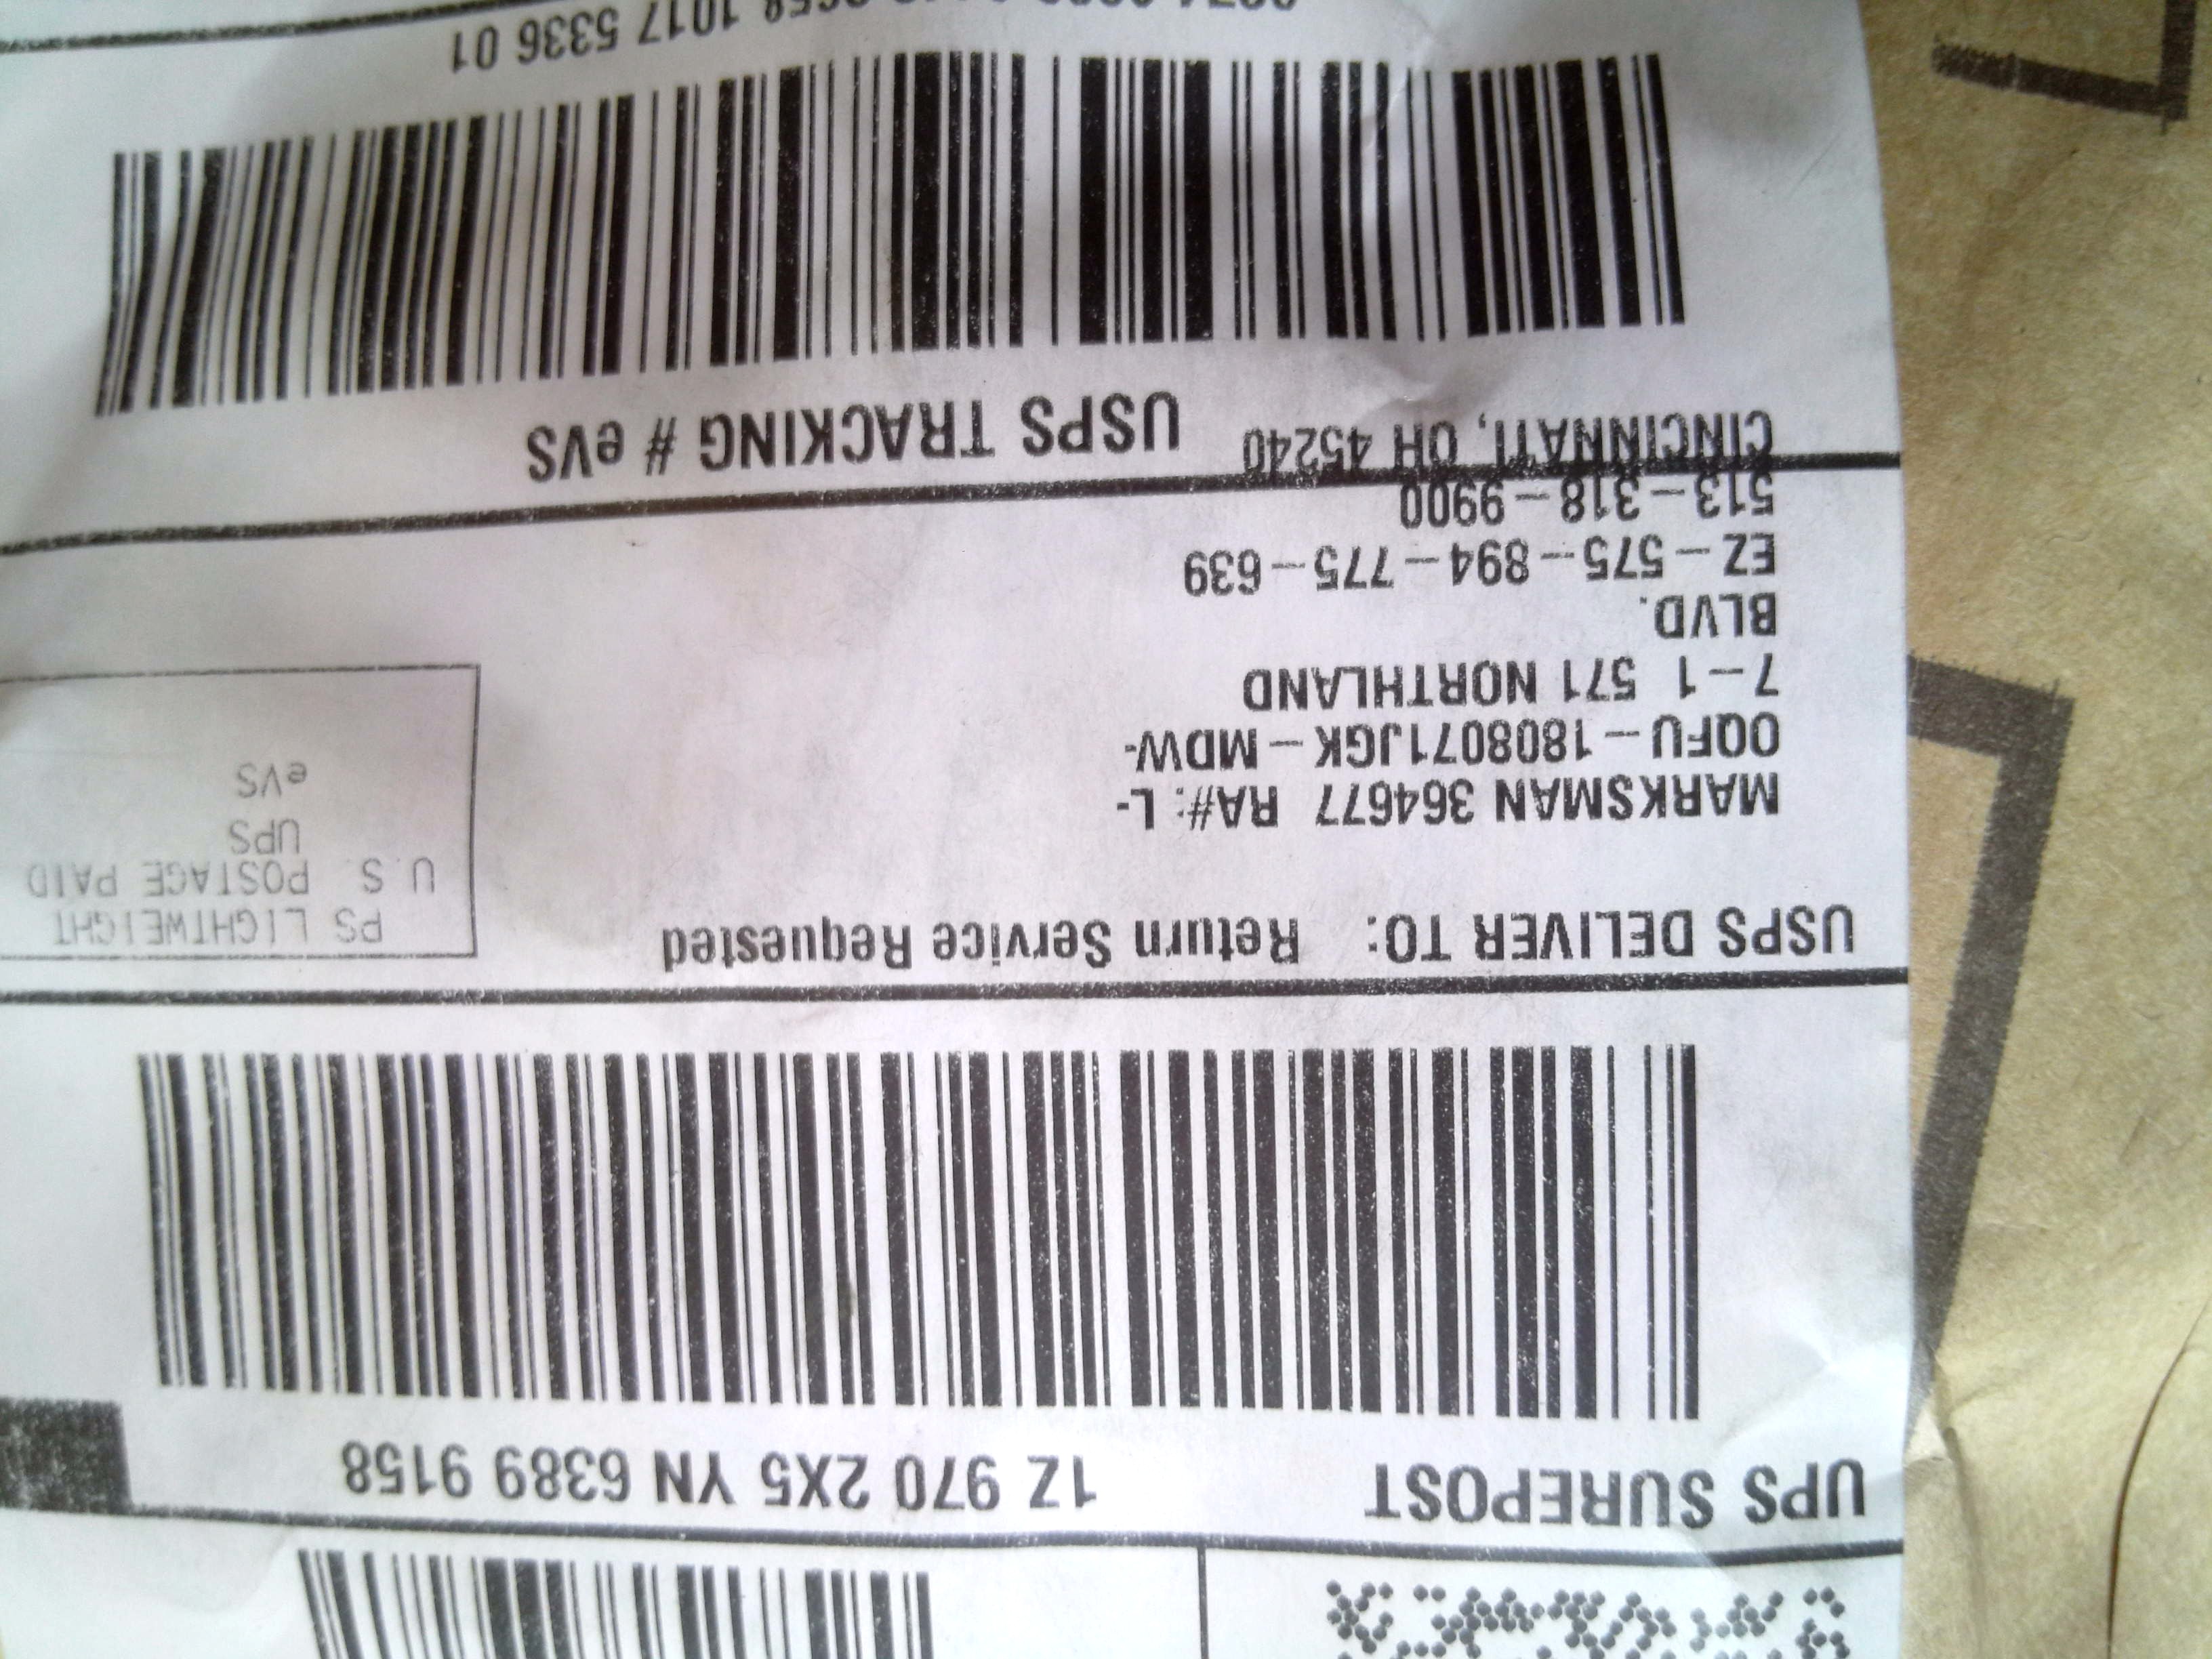 UPS SUREPOST
1Z 970 2X5 YN 6389 9158
USPS DELIVER TO: Return Service Requested
PS LIGHTWEIGHT
U.S. POSTAGE PAID
UPS
eVS
MARKSMAN 364677 RA#: L-
OQFU-1808071JGK-MDW-
7-1 571 NORTHLAND
BLVD.
EZ-575-894-775-639
513-318-9900
CINCINNATI, OH 45240
USPS TRACKING # eVS
1017 5336 01